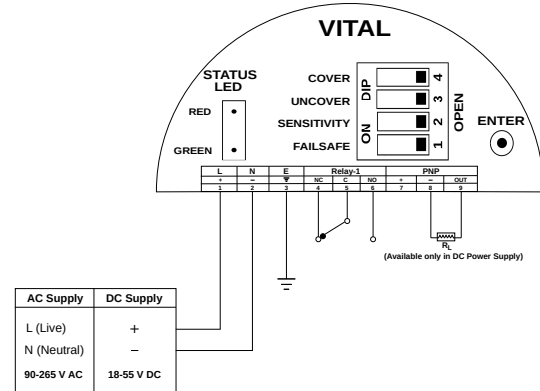 VITAL
STATUS
LED
RED
GREEN
COVER
UNCOVER
SENSITIVITY
FAILSAFE
DIP
ON
4
3
2
1
OPEN
ENTER
L N E Relay-1 PNP
+ − NC C NO + − OUT
1 2 3 4 5 6 7 8 9
RL
(Available only in DC Power Supply)
AC Supply DC Supply
L (Live) +
N (Neutral) −
90-265 V AC 18-55 V DC